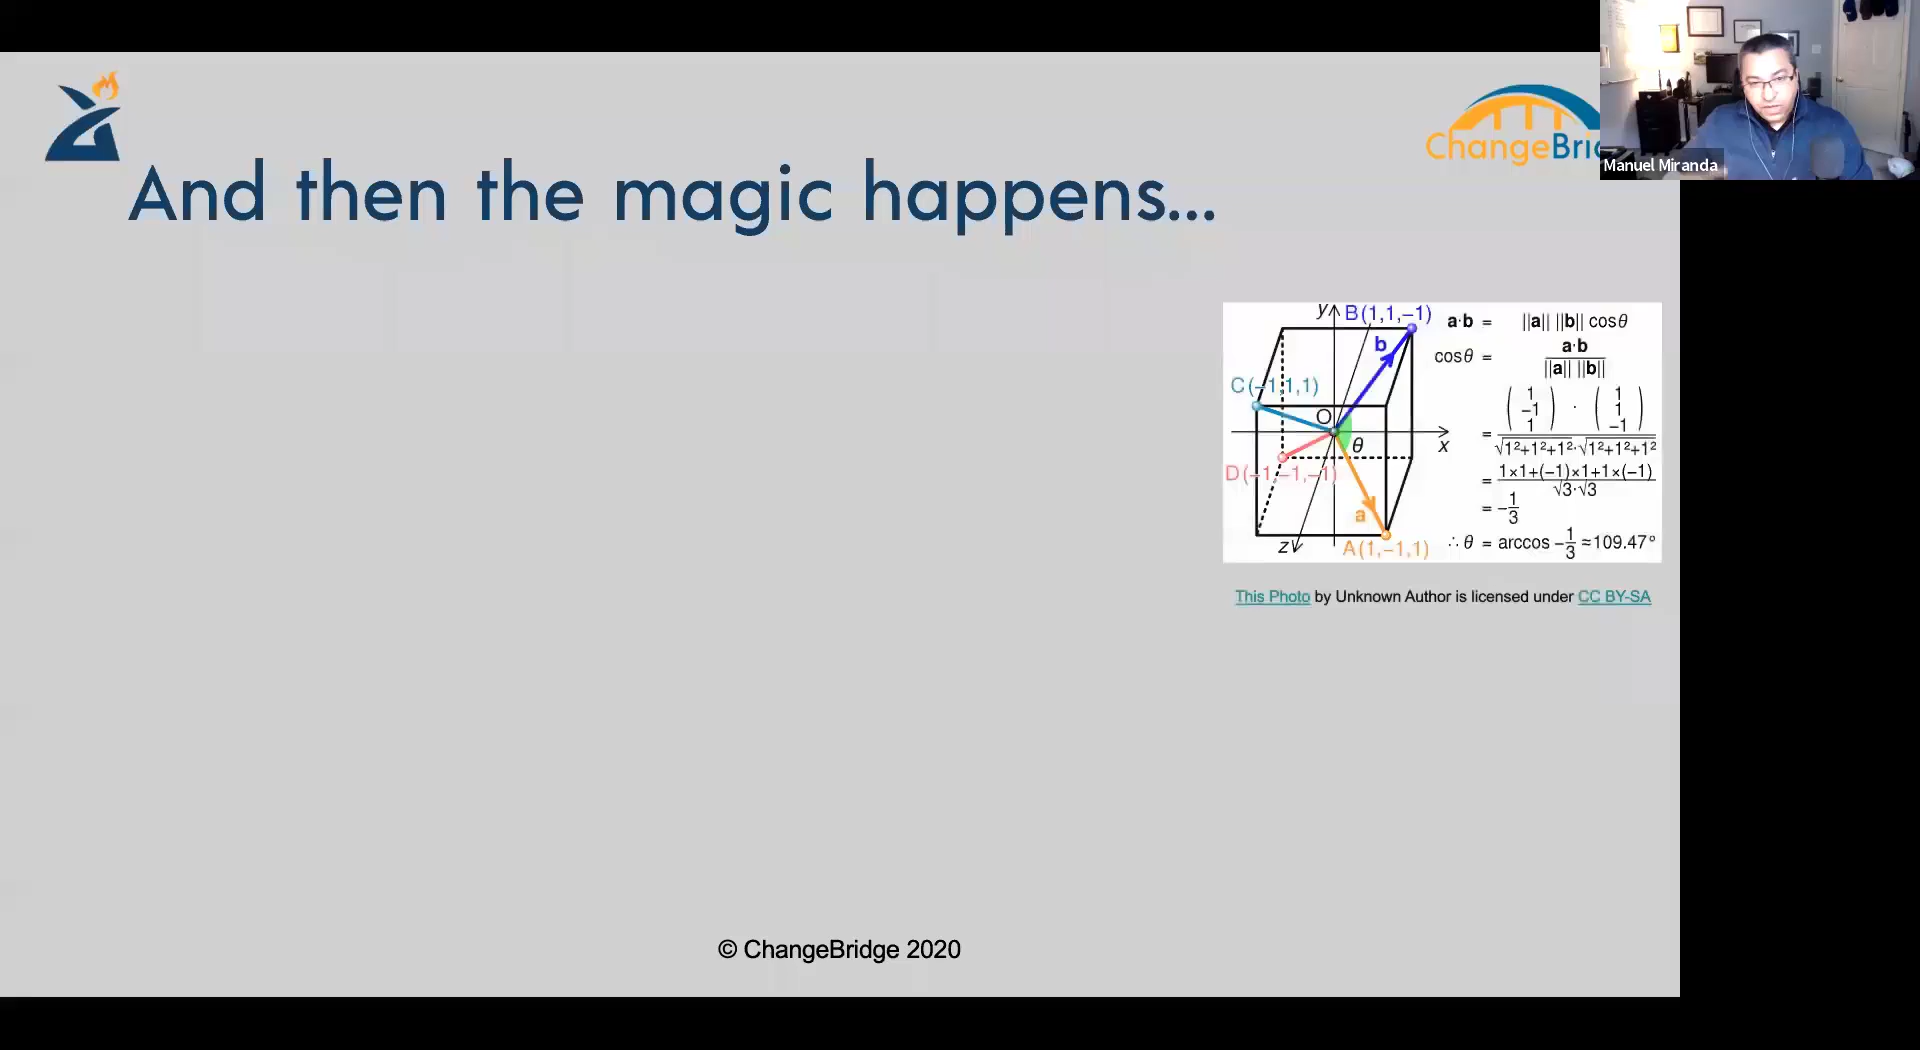 ChangeBri
Manuel Miranda
And then the magic happens...
y
B(1,1,−1)
b
C(−1,1,1)
O
θ
x
D(−1,−1,−1)
a
z
A(1,−1,1)
a·b = ||a|| ||b|| cosθ
cosθ = a·b
||a|| ||b||
= ( 1 −1 1 ) · ( 1 1 −1 )
√1²+1²+1²·√1²+1²+1²
= 1×1+(−1)×1+1×(−1)
√3·√3
= −1/3
∴ θ = arccos −1/3 ≈109.47°
This Photo by Unknown Author is licensed under CC BY-SA
© ChangeBridge 2020